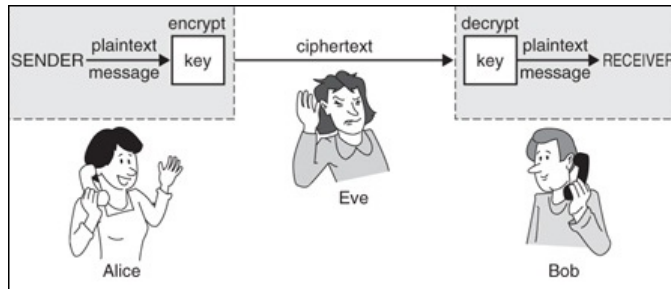 encrypt
decrypt
SENDER plaintext message key ciphertext key plaintext message RECEIVER
Eve
Alice
Bob